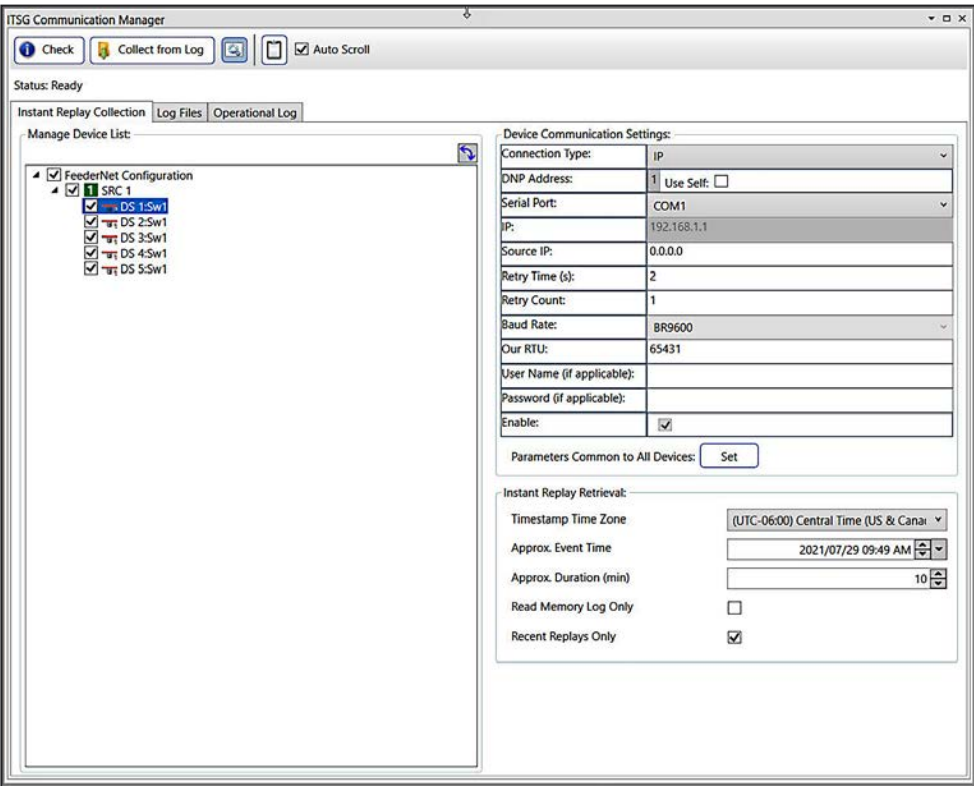 ITSG Communication Manager
Check Collect from Log Auto Scroll
Status: Ready
Instant Replay Collection Log Files Operational Log
Manage Device List:
FeederNet Configuration
1 SRC 1
DS 1:Sw1
DS 2:Sw1
DS 3:Sw1
DS 4:Sw1
DS 5:Sw1
Device Communication Settings:
Connection Type: IP
DNP Address: 1 Use Self:
Serial Port: COM1
IP: 192.168.1.1
Source IP: 0.0.0.0
Retry Time (s): 2
Retry Count: 1
Baud Rate: BR9600
Our RTU: 65431
User Name (if applicable):
Password (if applicable):
Enable:
Parameters Common to All Devices: Set
Instant Replay Retrieval:
Timestamp Time Zone (UTC-06:00) Central Time (US & Cana
Approx. Event Time 2021/07/29 09:49 AM
Approx. Duration (min) 10
Read Memory Log Only
Recent Replays Only